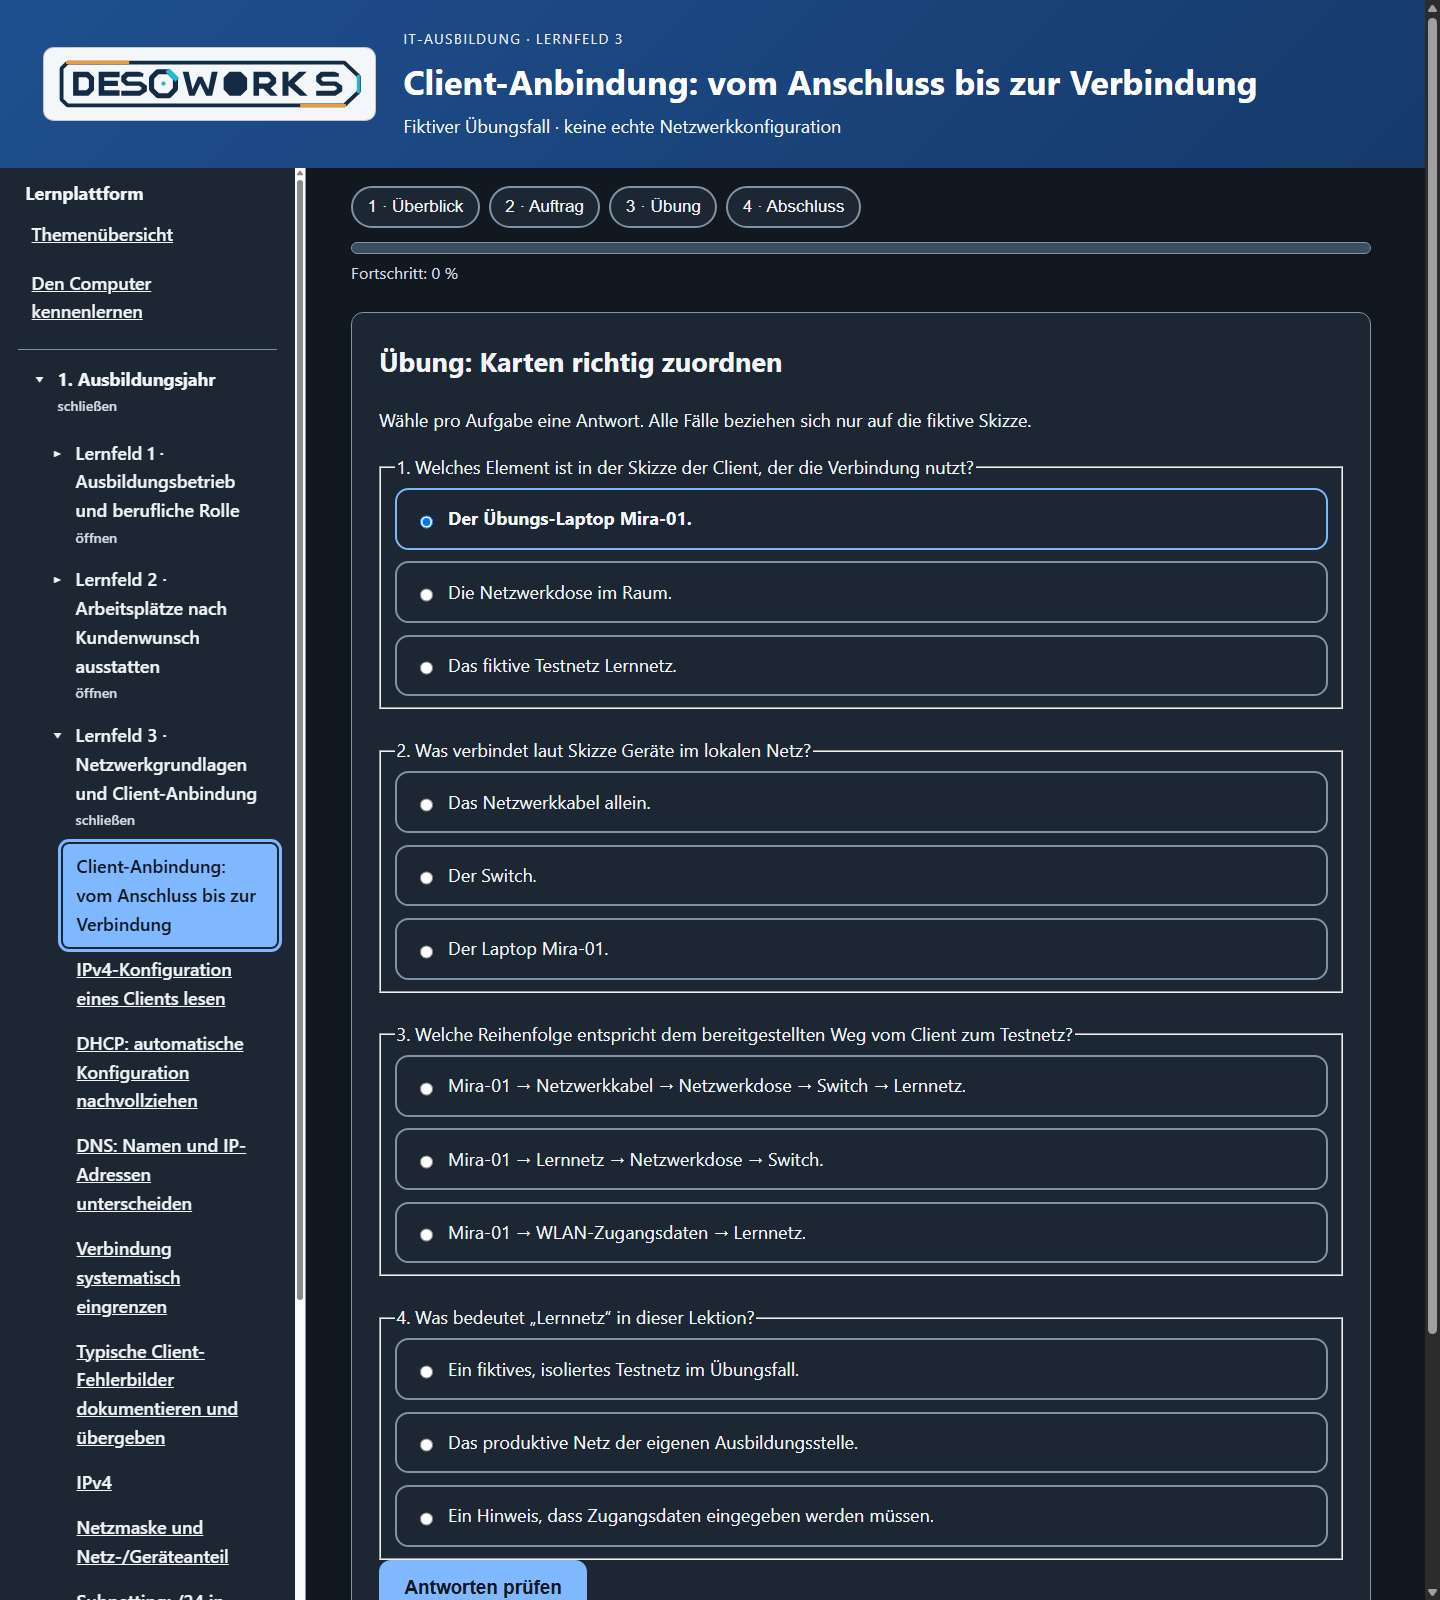 DESOWORKS
IT-AUSBILDUNG · LERNFELD 3
Client-Anbindung: vom Anschluss bis zur Verbindung
Fiktiver Übungsfall · keine echte Netzwerkkonfiguration
Lernplattform
Themenübersicht
Den Computer
kennenlernen
1. Ausbildungsjahr
schließen
Lernfeld 1 ·
Ausbildungsbetrieb
und berufliche Rolle
öffnen
Lernfeld 2 ·
Arbeitsplätze nach
Kundenwunsch
ausstatten
öffnen
Lernfeld 3 ·
Netzwerkgrundlagen
und Client-Anbindung
schließen
Client-Anbindung:
vom Anschluss bis zur
Verbindung
IPv4-Konfiguration
eines Clients lesen
DHCP: automatische
Konfiguration
nachvollziehen
DNS: Namen und IP-
Adressen
unterscheiden
Verbindung
systematisch
eingrenzen
Typische Client-
Fehlerbilder
dokumentieren und
übergeben
IPv4
Netzmaske und
Netz-/Geräteanteil
Subnetting: /24 in
1 · Überblick
2 · Auftrag
3 · Übung
4 · Abschluss
Fortschritt: 0 %
Übung: Karten richtig zuordnen
Wähle pro Aufgabe eine Antwort. Alle Fälle beziehen sich nur auf die fiktive Skizze.
1. Welches Element ist in der Skizze der Client, der die Verbindung nutzt?
Der Übungs-Laptop Mira-01.
Die Netzwerkdose im Raum.
Das fiktive Testnetz Lernnetz.
2. Was verbindet laut Skizze Geräte im lokalen Netz?
Das Netzwerkkabel allein.
Der Switch.
Der Laptop Mira-01.
3. Welche Reihenfolge entspricht dem bereitgestellten Weg vom Client zum Testnetz?
Mira-01 → Netzwerkkabel → Netzwerkdose → Switch → Lernnetz.
Mira-01 → Lernnetz → Netzwerkdose → Switch.
Mira-01 → WLAN-Zugangsdaten → Lernnetz.
4. Was bedeutet „Lernnetz“ in dieser Lektion?
Ein fiktives, isoliertes Testnetz im Übungsfall.
Das produktive Netz der eigenen Ausbildungsstelle.
Ein Hinweis, dass Zugangsdaten eingegeben werden müssen.
Antworten prüfen